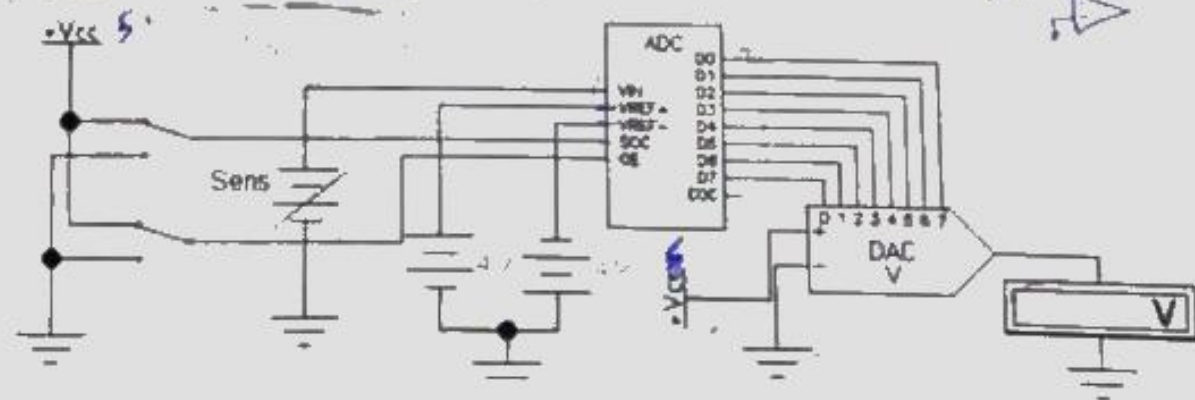 +Vcc 5
ADC
VIN
VREF+
VREF-
SOC
OE
D0
D1
D2
D3
D4
D5
D6
D7
EOC
Sens
0 1 2 3 4 5 6 7
+
-
DAC
V
+Vcc
V